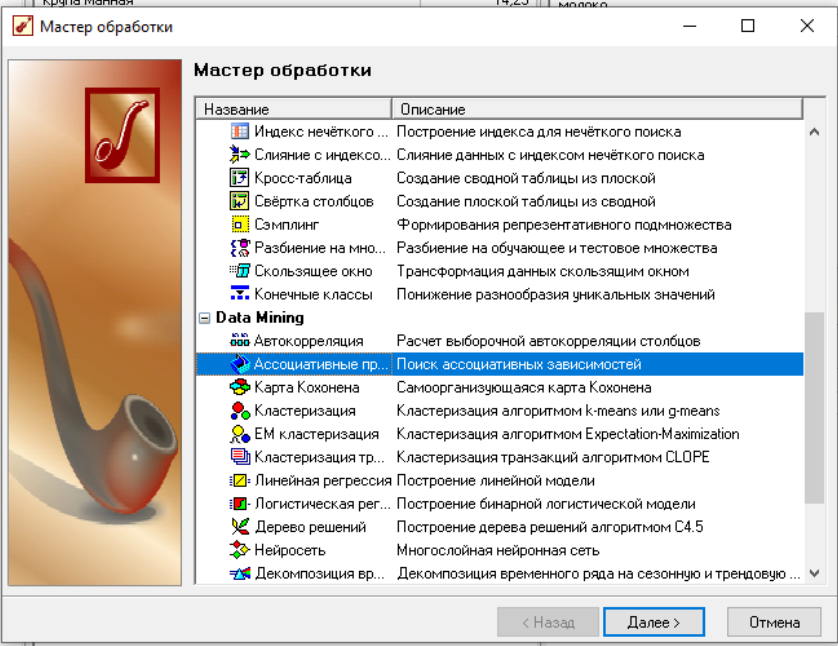 Крупа манная 14,25 молоко
Мастер обработки
Мастер обработки
Название Описание
Индекс нечёткого ... Построение индекса для нечёткого поиска
Слияние с индексо... Слияние данных с индексом нечёткого поиска
Кросс-таблица Создание сводной таблицы из плоской
Свёртка столбцов Создание плоской таблицы из сводной
Сэмплинг Формирования репрезентативного подмножества
Разбиение на мно... Разбиение на обучающее и тестовое множества
Скользящее окно Трансформация данных скользящим окном
Конечные классы Понижение разнообразия уникальных значений
Data Mining
Автокорреляция Расчет выборочной автокорреляции столбцов
Ассоциативные пр... Поиск ассоциативных зависимостей
Карта Кохонена Самоорганизующаяся карта Кохонена
Кластеризация Кластеризация алгоритмом k-means или g-means
EM кластеризация Кластеризация алгоритмом Expectation-Maximization
Кластеризация тр... Кластеризация транзакций алгоритмом CLOPE
Линейная регрессия Построение линейной модели
Логистическая рег... Построение бинарной логистической модели
Дерево решений Построение дерева решений алгоритмом C4.5
Нейросеть Многослойная нейронная сеть
Декомпозиция вр... Декомпозиция временного ряда на сезонную и трендовую ...
< Назад Далее > Отмена